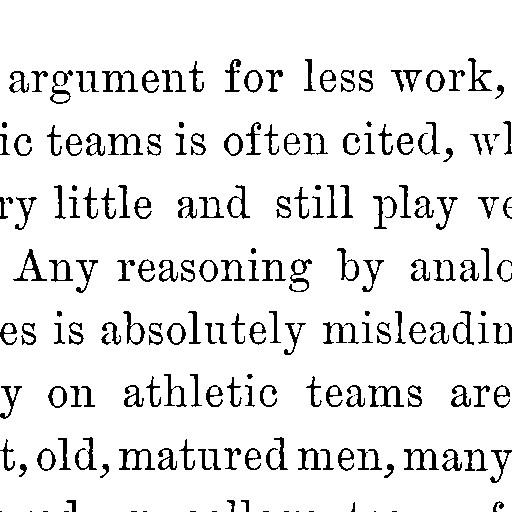 argument for less work,
ic teams is often cited, wh
ry little and still play ve
Any reasoning by analo
es is absolutely misleadin
y on athletic teams are
t, old, matured men, many